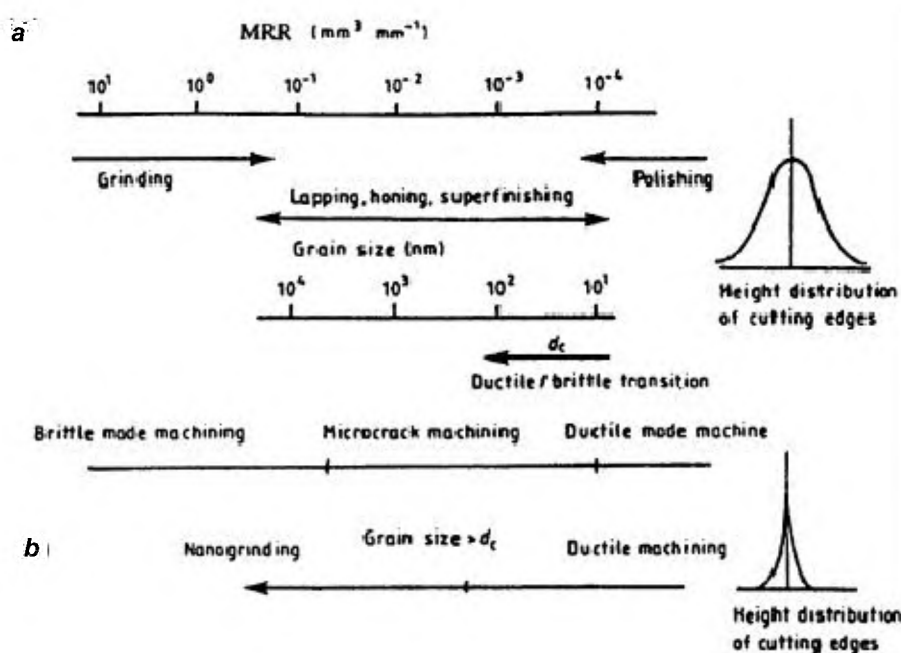 a
MRR (mm³ mm⁻¹)
10¹ 10⁰ 10⁻¹ 10⁻² 10⁻³ 10⁻⁴
Grinding
Polishing
Lapping, honing, superfinishing
Grain size (nm)
10⁴ 10³ 10² 10¹
Height distribution
of cutting edges
d_c
Ductile / brittle transition
Brittle mode machining Microcrack machining Ductile mode machine
b
Nanogrinding Grain size > d_c Ductile machining
Height distribution
of cutting edges